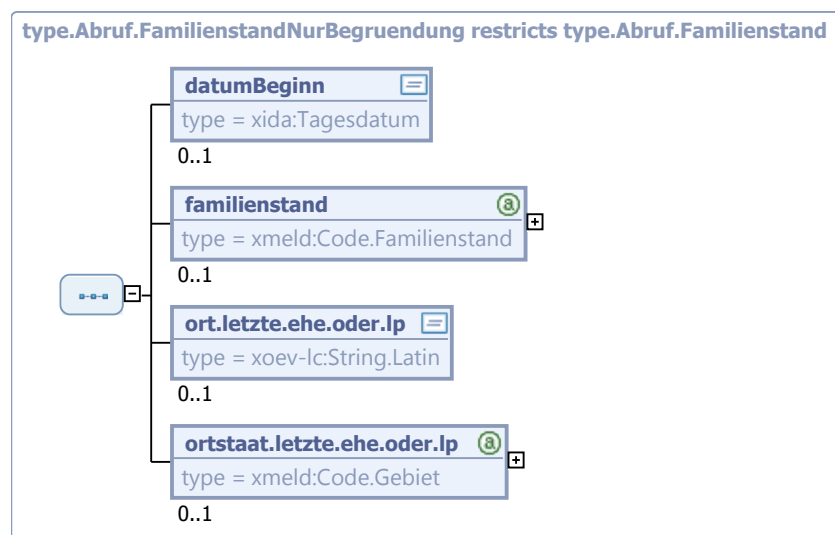 type.Abruf.FamilienstandNurBegruendung restricts type.Abruf.Familienstand
datumBeginn
type = xida:Tagesdatum
0..1
familienstand
type = xmeld:Code.Familienstand
0..1
ort.letzte.ehe.oder.lp
type = xoev-lc:String.Latin
0..1
ortstaat.letzte.ehe.oder.lp
type = xmeld:Code.Gebiet
0..1